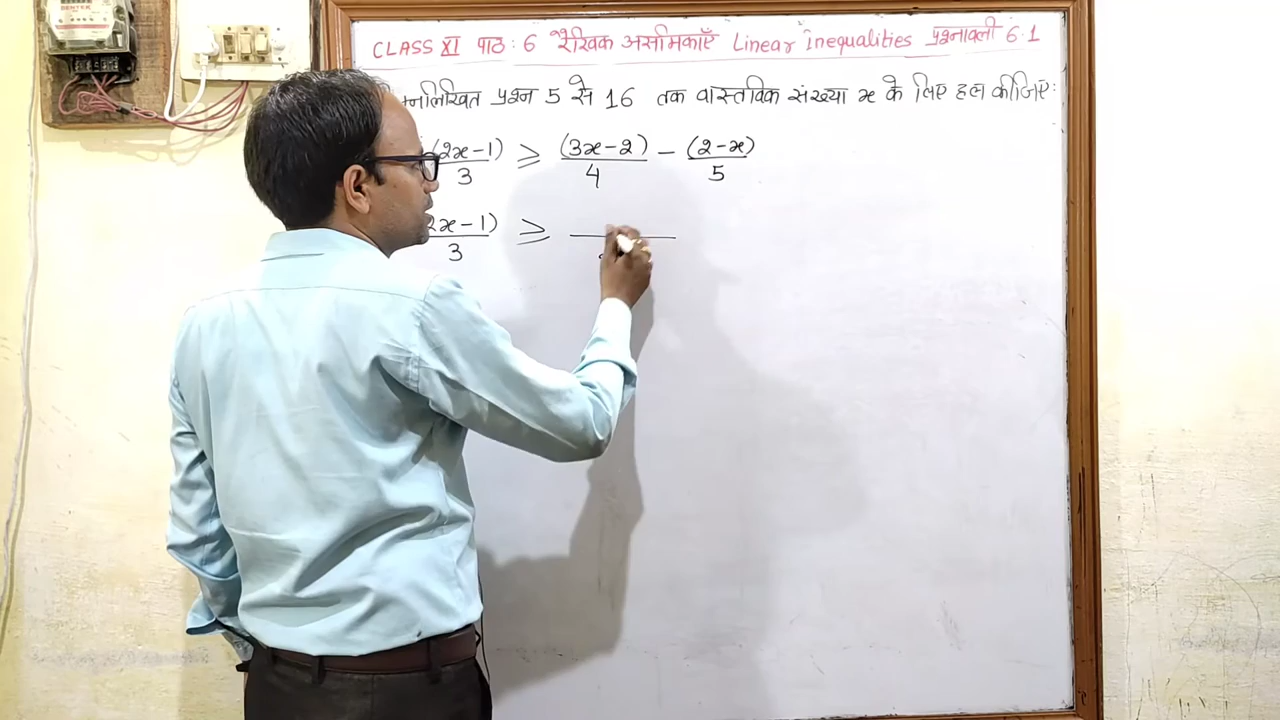 CLASS XI पाठ: 6 रैखिक असमिकाएँ Linear Inequalities प्रश्नावली 6.1
प्रश्न 5 से 16 तक वास्तविक संख्या x के लिए हल कीजिए:
(2x-1)/3 ≥ (3x-2)/4 - (2-x)/5
2x-1)/3 ≥